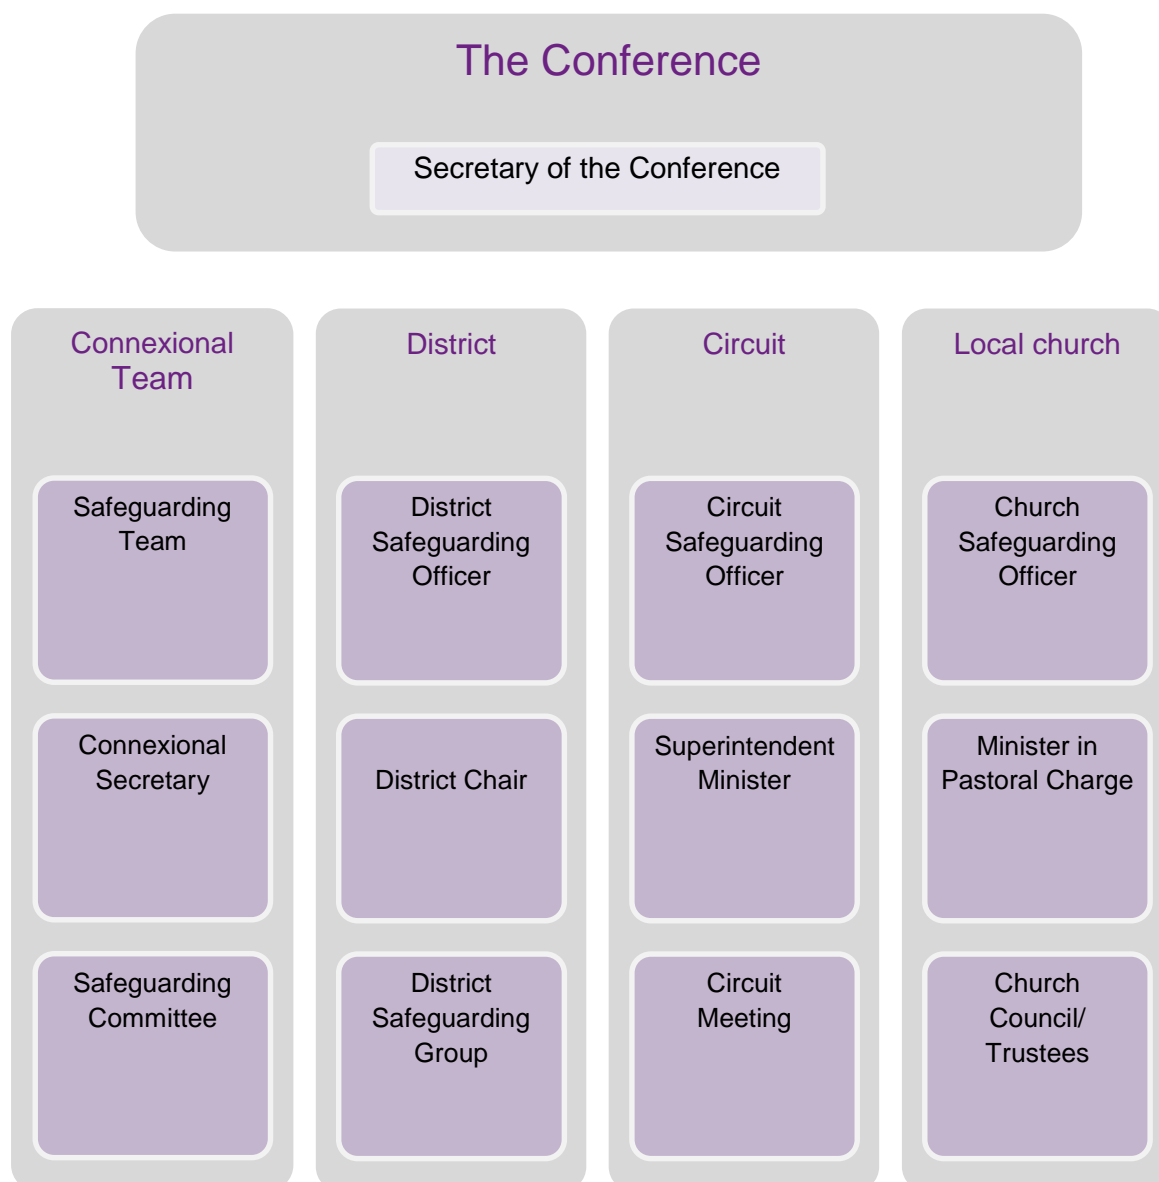 The Conference
Secretary of the Conference
Connexional
Team
Safeguarding
Team
Connexional
Secretary
Safeguarding
Committee
District
District
Safeguarding
Officer
District Chair
District
Safeguarding
Group
Circuit
Circuit
Safeguarding
Officer
Superintendent
Minister
Circuit
Meeting
Local church
Church
Safeguarding
Officer
Minister in
Pastoral Charge
Church
Council/
Trustees